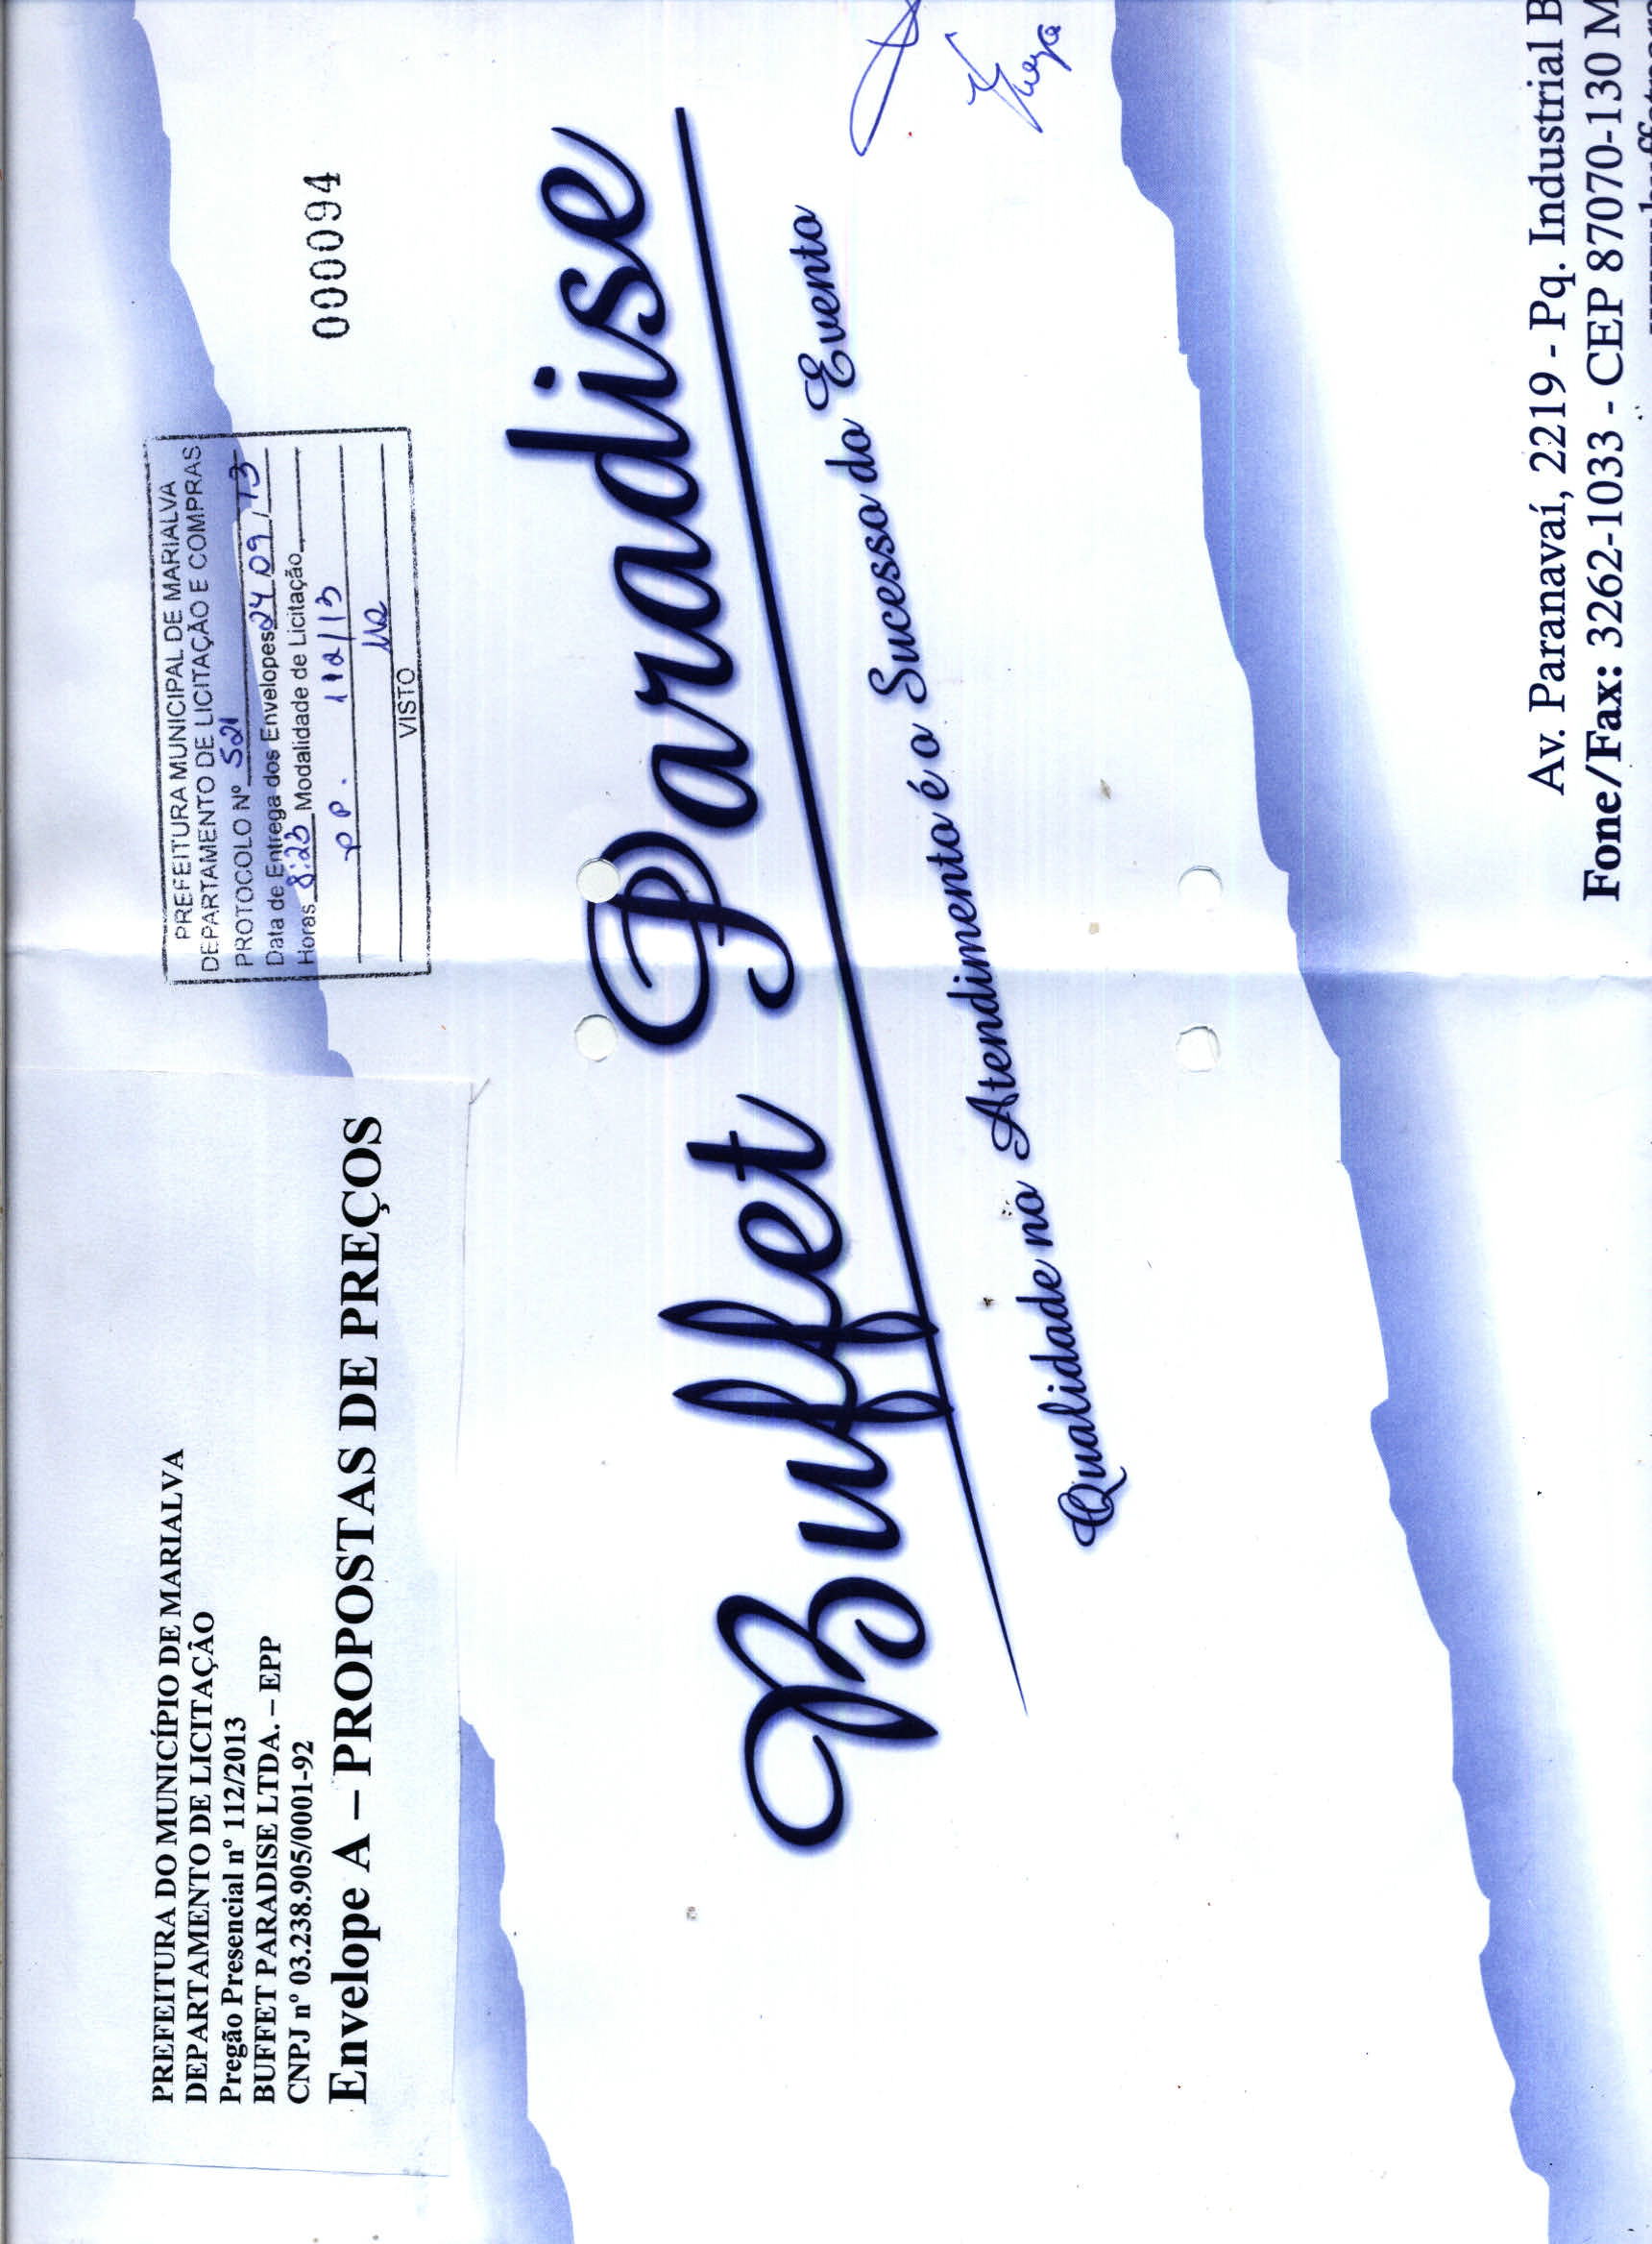 PREFEITURA DO MUNICÍPIO DE MARIALVA
DEPARTAMENTO DE LICITAÇÃO
Pregão Presencial nº 112/2013
BUFFET PARADISE LTDA. – EPP
CNPJ nº 03.238.905/0001-92
Envelope A – PROPOSTAS DE PREÇOS
PREFEITURA MUNICIPAL DE MARIALVA
DEPARTAMENTO DE LICITAÇÃO E COMPRAS
PROTOCOLO Nº 521
Data de Entrega dos Envelopes 24/09/13
Horas 8:23 Modalidade de Licitação
PP. 112/13
VISTO
000094
Buffet Paradise
Qualidade no Atendimento é o Sucesso do Evento
Av. Paranavaí, 2219 - Pq. Industrial B
Fone/Fax: 3262-1033 - CEP 87070-130 M